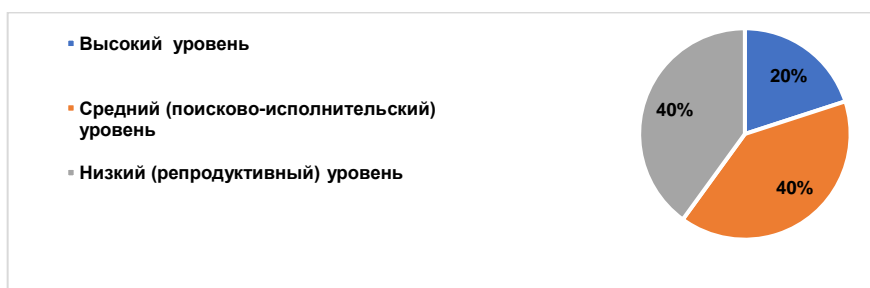 Высокий уровень
Средний (поисково-исполнительский)
уровень
Низкий (репродуктивный) уровень
20%
40%
40%